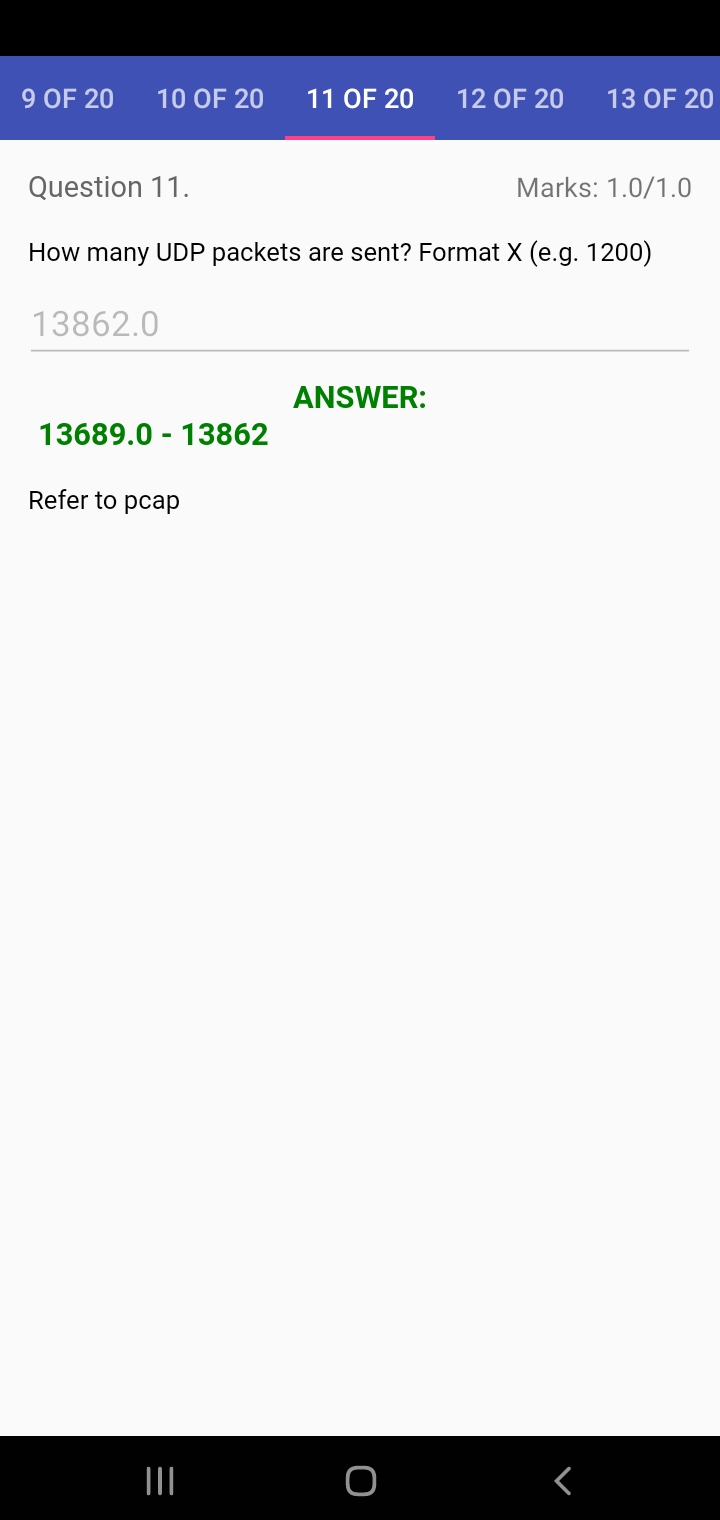 9 OF 20 10 OF 20 11 OF 20 12 OF 20 13 OF 20
Question 11. Marks: 1.0/1.0
How many UDP packets are sent? Format X (e.g. 1200)
13862.0
ANSWER:
13689.0 - 13862
Refer to pcap